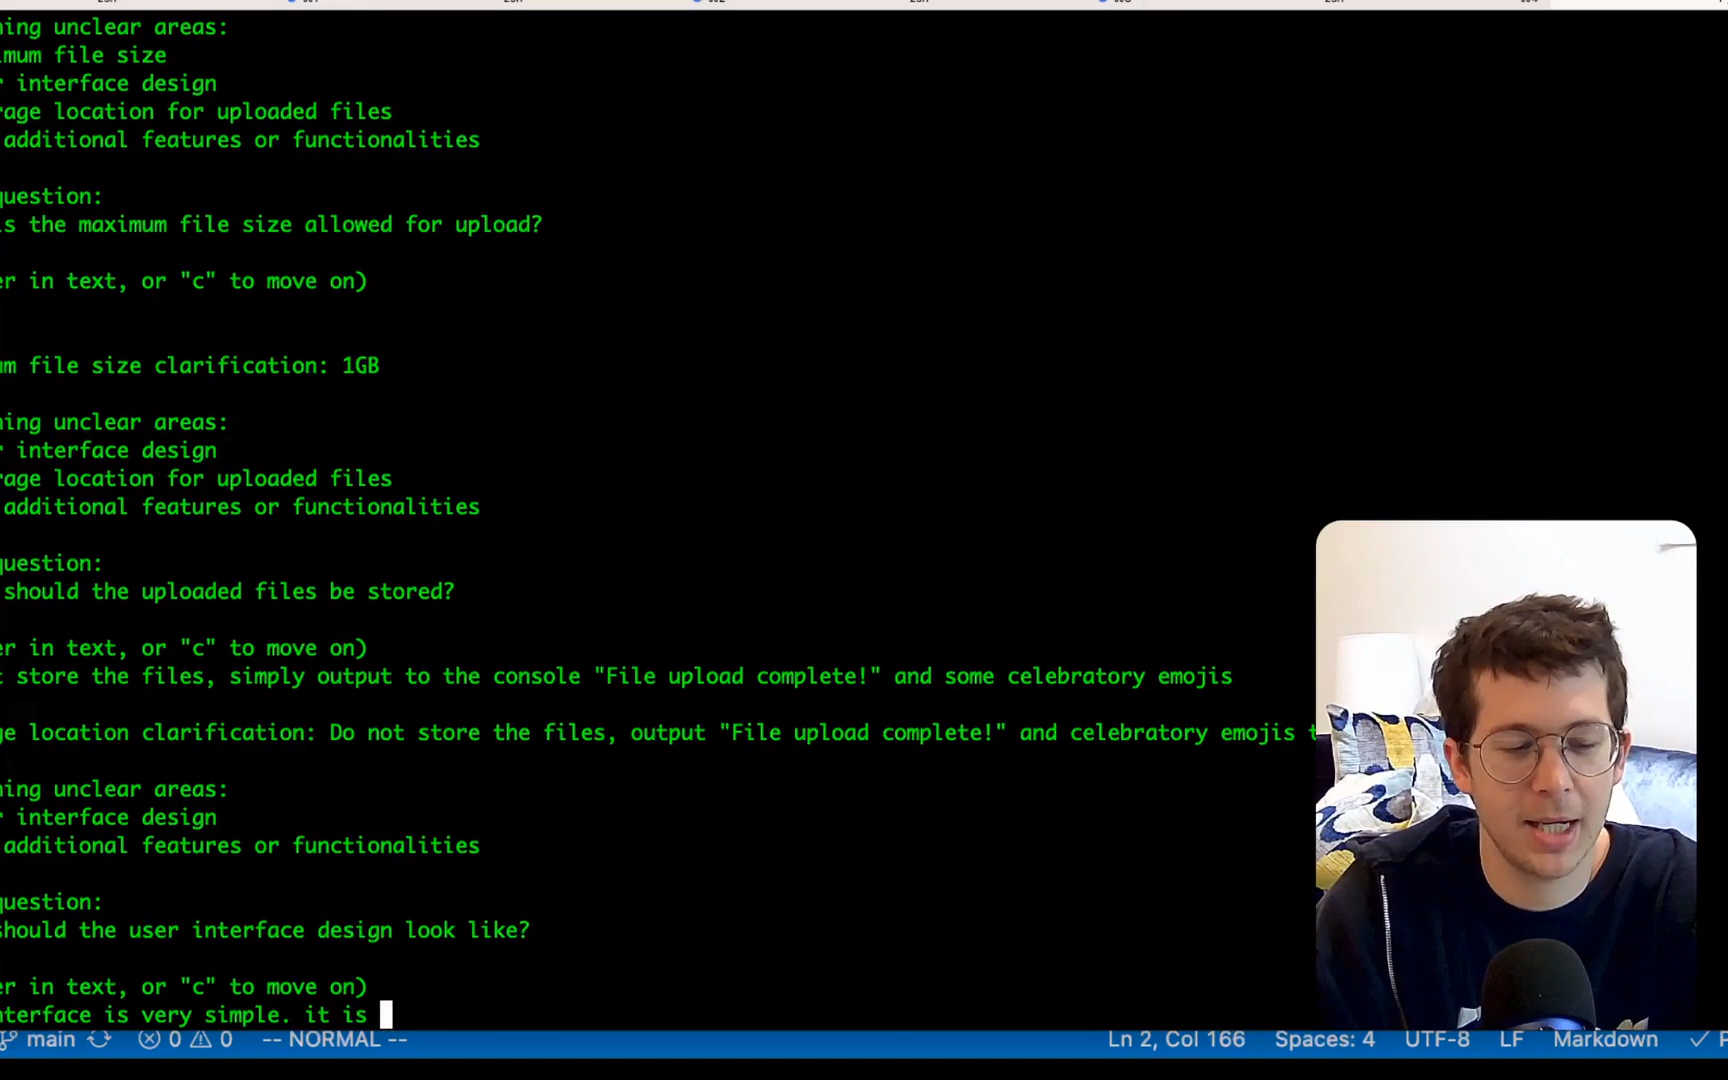 ning unclear areas:
imum file size
r interface design
rage location for uploaded files
additional features or functionalities
question:
is the maximum file size allowed for upload?
er in text, or "c" to move on)
m file size clarification: 1GB
ning unclear areas:
r interface design
rage location for uploaded files
additional features or functionalities
question:
should the uploaded files be stored?
er in text, or "c" to move on)
t store the files, simply output to the console "File upload complete!" and some celebratory emojis
ge location clarification: Do not store the files, output "File upload complete!" and celebratory emojis t
ning unclear areas:
r interface design
additional features or functionalities
question:
should the user interface design look like?
er in text, or "c" to move on)
nterface is very simple. it is
main 0 0 -- NORMAL -- Ln 2, Col 166 Spaces: 4 UTF-8 LF Markdown